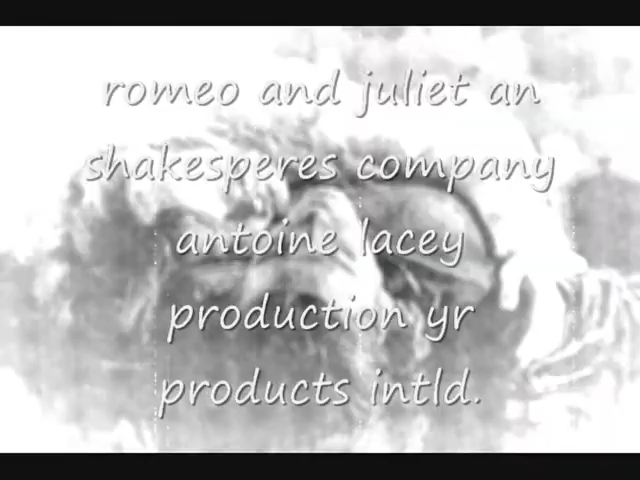 romeo and juliet an
shakesperes company
antoine lacey
production yr
products intld.